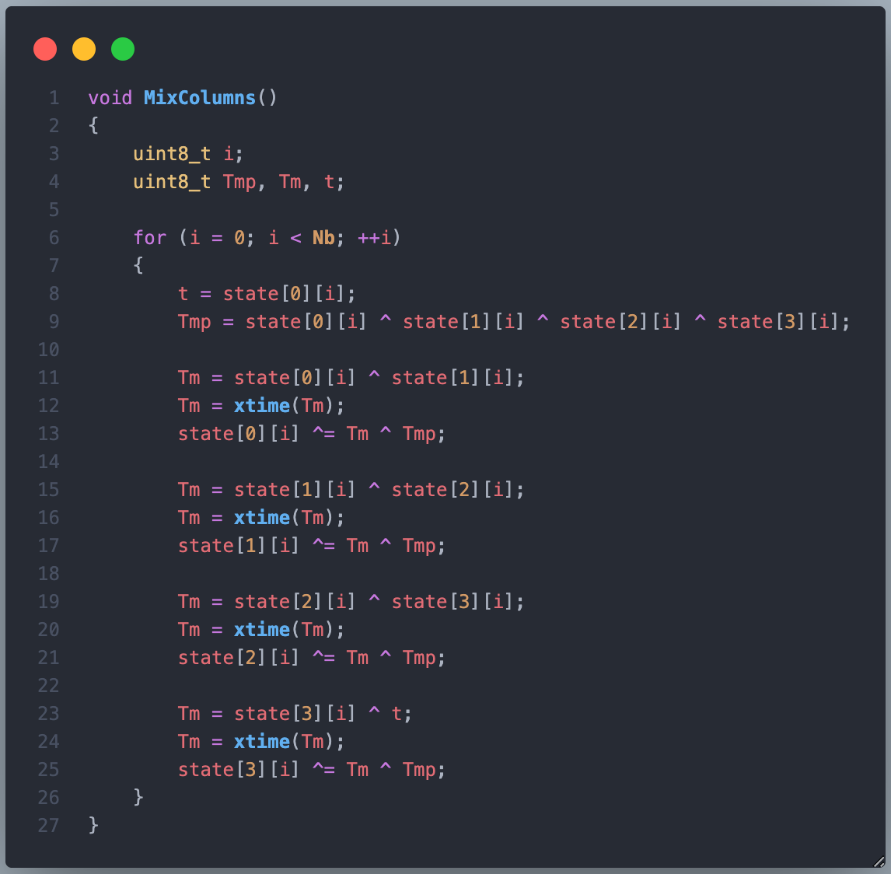 1 void MixColumns()
2 {
3     uint8_t i;
4     uint8_t Tmp, Tm, t;
5
6     for (i = 0; i < Nb; ++i)
7     {
8         t = state[0][i];
9         Tmp = state[0][i] ^ state[1][i] ^ state[2][i] ^ state[3][i];
10
11         Tm = state[0][i] ^ state[1][i];
12         Tm = xtime(Tm);
13         state[0][i] ^= Tm ^ Tmp;
14
15         Tm = state[1][i] ^ state[2][i];
16         Tm = xtime(Tm);
17         state[1][i] ^= Tm ^ Tmp;
18
19         Tm = state[2][i] ^ state[3][i];
20         Tm = xtime(Tm);
21         state[2][i] ^= Tm ^ Tmp;
22
23         Tm = state[3][i] ^ t;
24         Tm = xtime(Tm);
25         state[3][i] ^= Tm ^ Tmp;
26     }
27 }